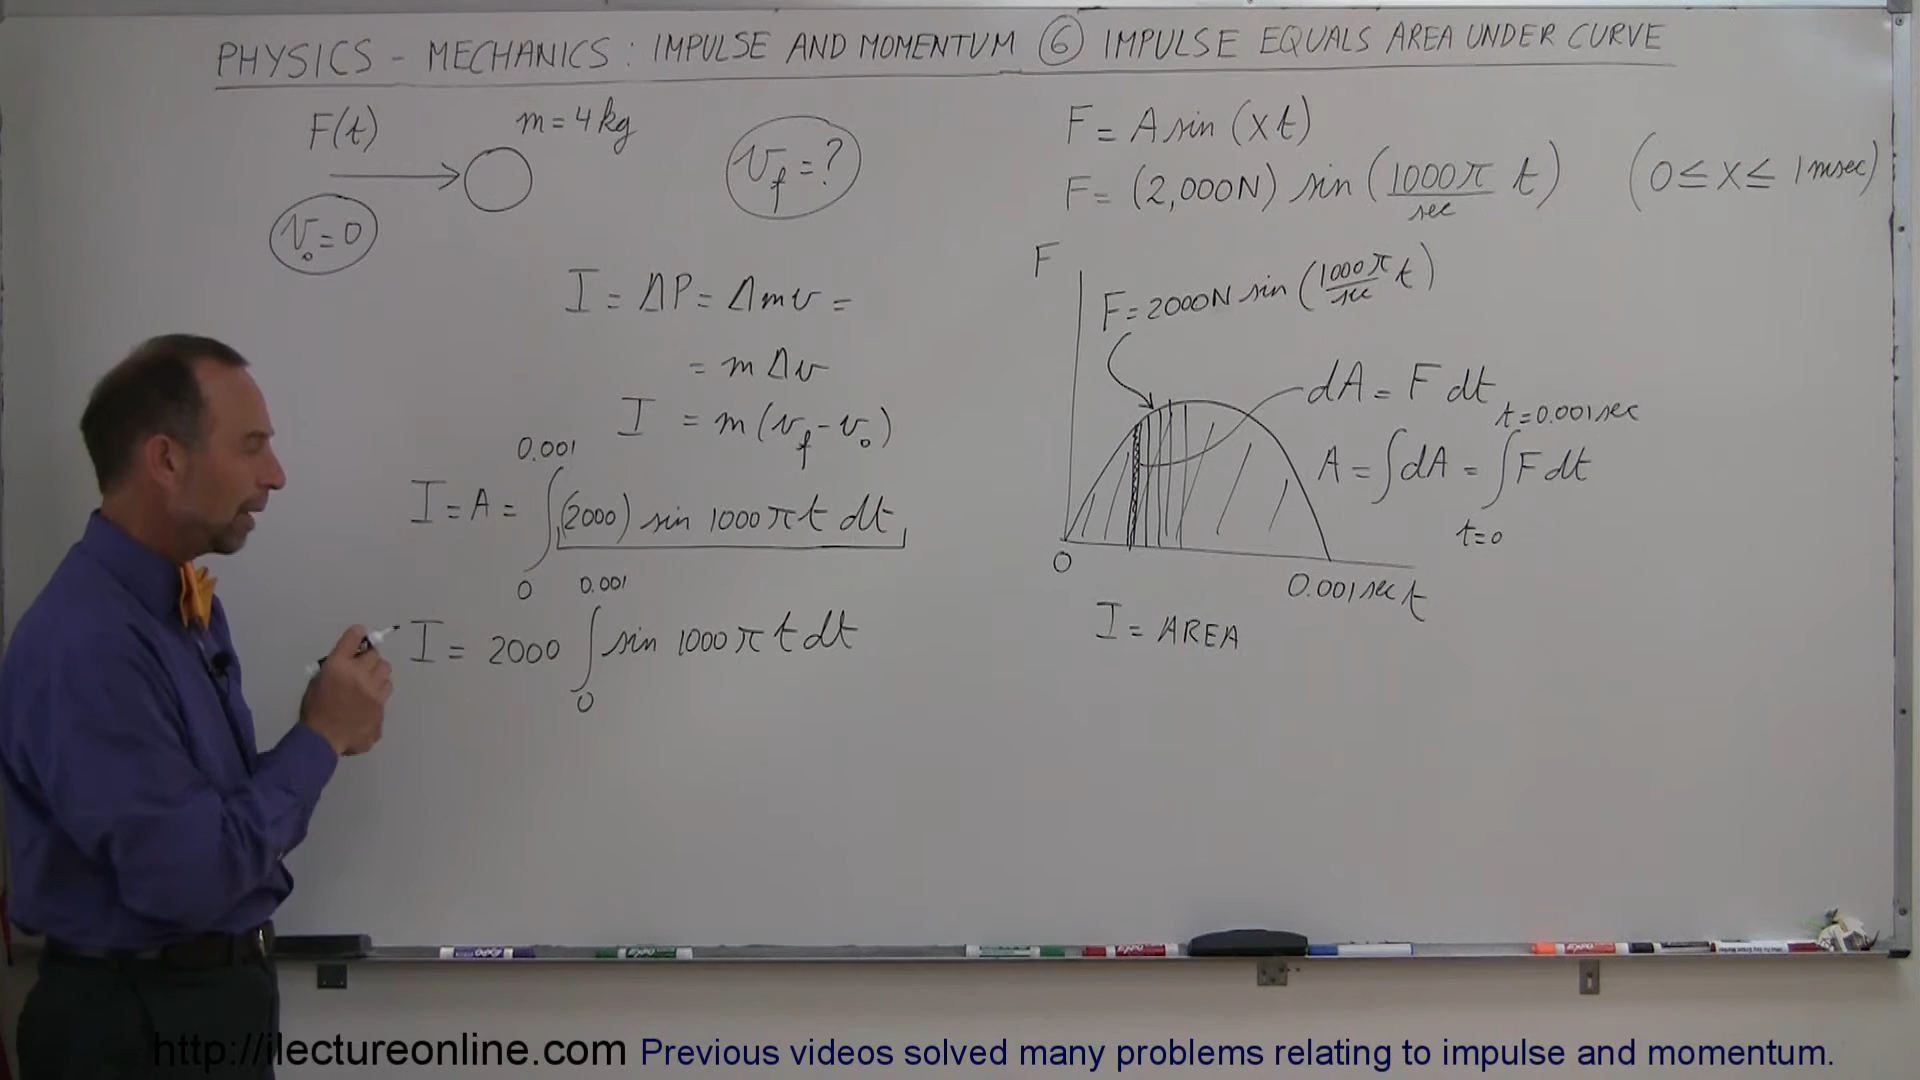 PHYSICS - MECHANICS: IMPULSE AND MOMENTUM ⑥ IMPULSE EQUALS AREA UNDER CURVE
F(t)
m = 4 kg
v₀ = 0
v_f = ?
I = ΔP = Δmv =
= mΔv
I = m(v_f - v₀)
0.001
I = A = ∫(2000) sin 1000πt dt
0
0.001
I = 2000 ∫ sin 1000πt dt
0
F = A sin (xt)
F = (2,000N) sin (1000π/sec t) (0 ≤ x ≤ 1 msec)
F
F = 2000N sin (1000π/sec t)
dA = F dt
t = 0.001 sec
A = ∫dA = ∫F dt
t = 0
0
0.001 sec t
I = AREA
http://ilectureonline.com Previous videos solved many problems relating to impulse and momentum.